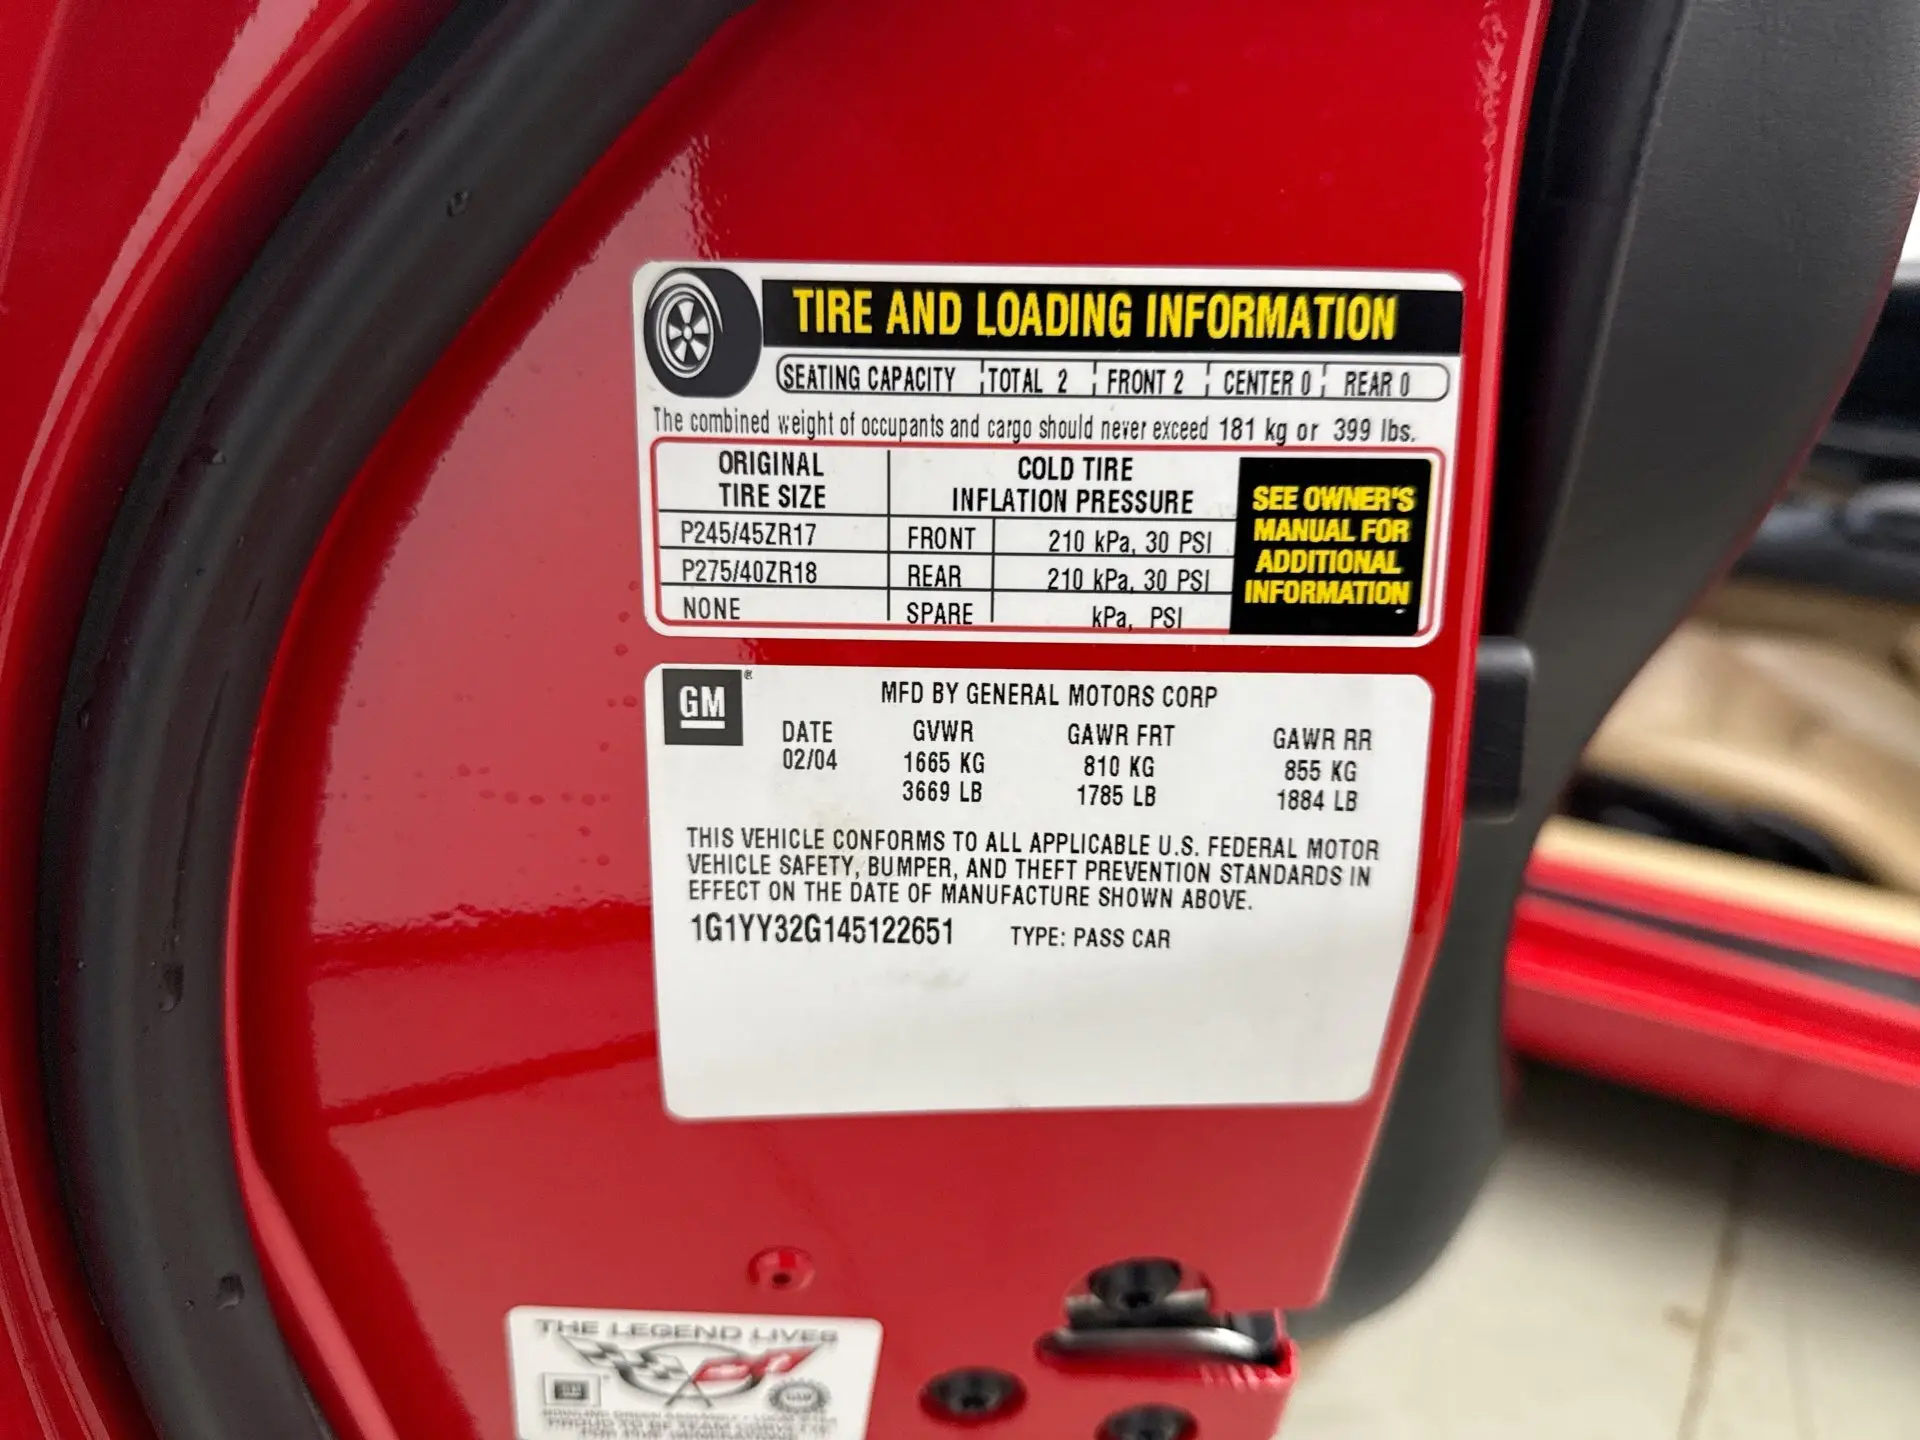 TIRE AND LOADING INFORMATION
SEATING CAPACITY TOTAL 2 FRONT 2 CENTER 0 REAR 0
The combined weight of occupants and cargo should never exceed 181 kg or 399 lbs.
ORIGINAL TIRE SIZE COLD TIRE INFLATION PRESSURE
P245/45ZR17 FRONT 210 kPa, 30 PSI
P275/40ZR18 REAR 210 kPa, 30 PSI
NONE SPARE kPa, PSI
SEE OWNER'S
MANUAL FOR
ADDITIONAL
INFORMATION
GM ®
MFD BY GENERAL MOTORS CORP
DATE GVWR GAWR FRT GAWR RR
02/04 1665 KG 810 KG 855 KG
3669 LB 1785 LB 1884 LB
THIS VEHICLE CONFORMS TO ALL APPLICABLE U.S. FEDERAL MOTOR
VEHICLE SAFETY, BUMPER, AND THEFT PREVENTION STANDARDS IN
EFFECT ON THE DATE OF MANUFACTURE SHOWN ABOVE.
1G1YY32G145122651 TYPE: PASS CAR
THE LEGEND LIVES
GM